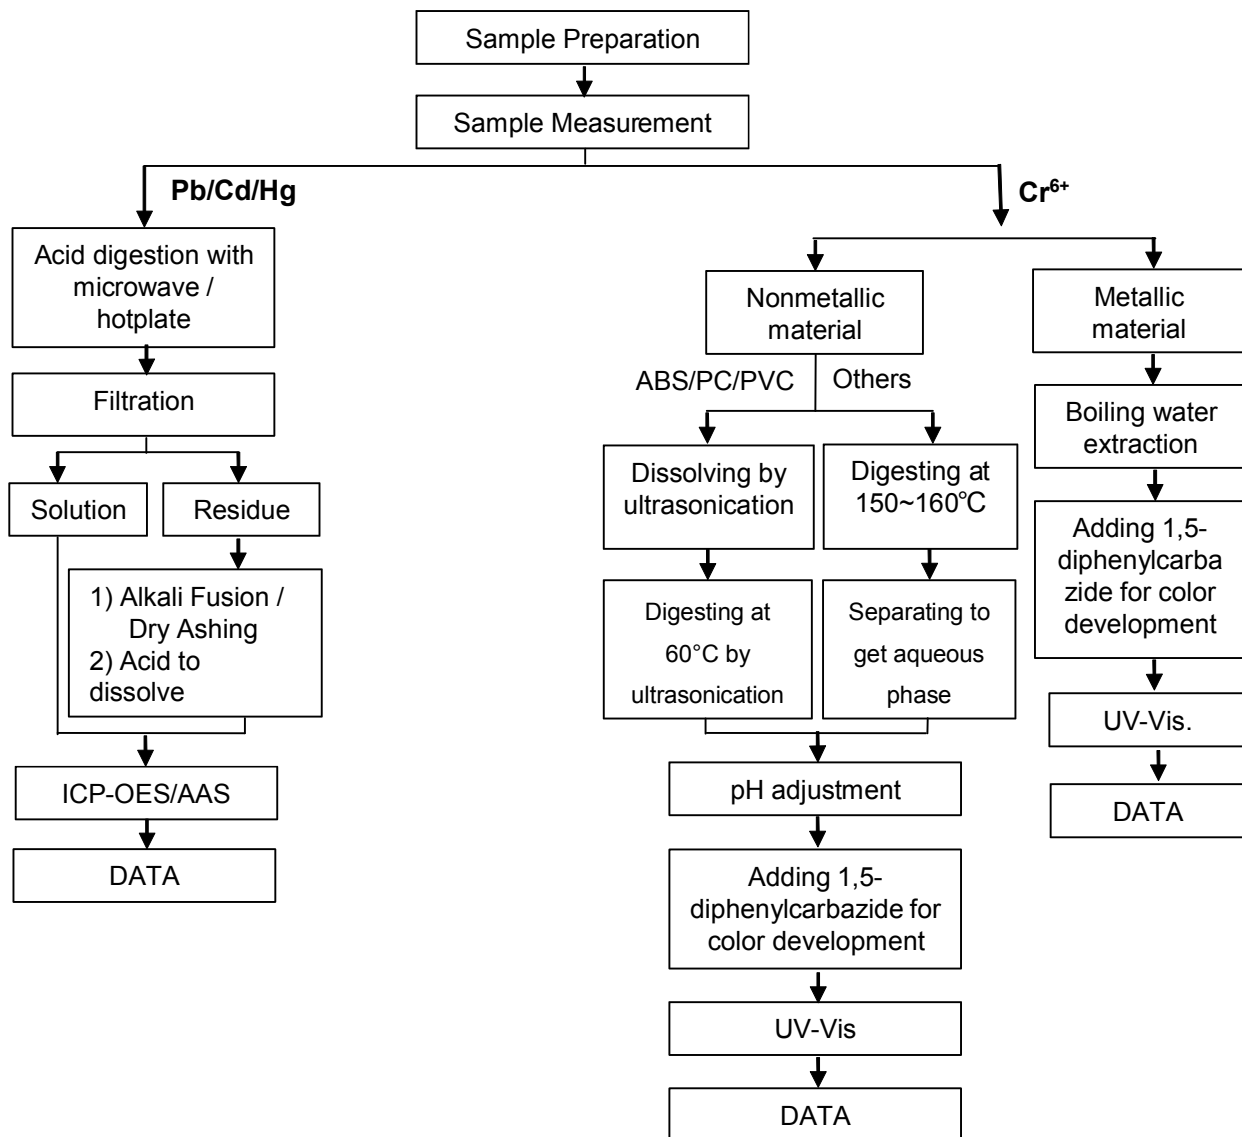 Sample Preparation
Sample Measurement
Pb/Cd/Hg
Cr⁶⁺
Acid digestion with
microwave /
hotplate
Filtration
Solution
Residue
1) Alkali Fusion /
Dry Ashing
2) Acid to
dissolve
ICP-OES/AAS
DATA
Nonmetallic
material
ABS/PC/PVC
Others
Dissolving by
ultrasonication
Digesting at
150~160℃
Digesting at
60°C by
ultrasonication
Separating to
get aqueous
phase
pH adjustment
Adding 1,5-
diphenylcarbazide for
color development
UV-Vis
DATA
Metallic
material
Boiling water
extraction
Adding 1,5-
diphenylcarba
zide for color
development
UV-Vis.
DATA